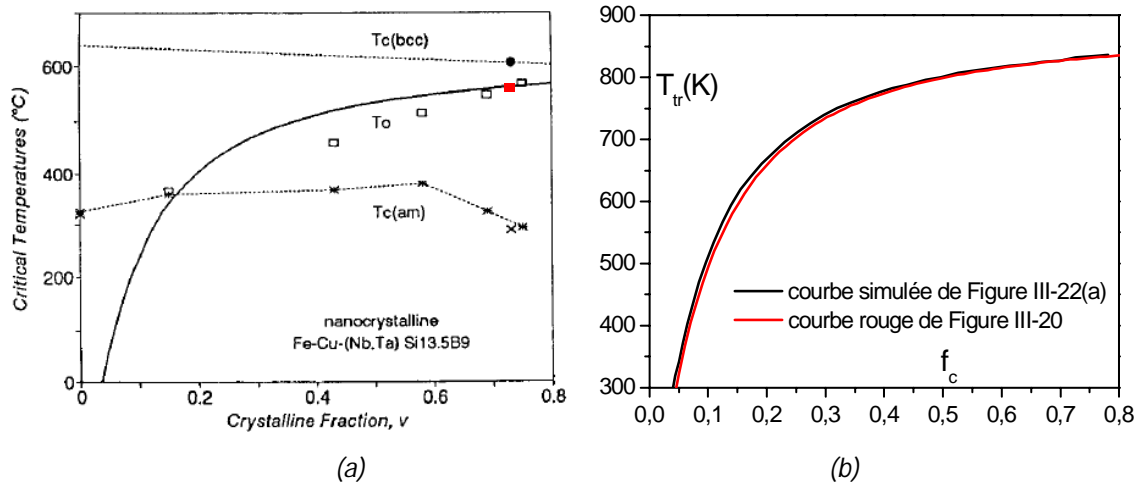 Critical Temperatures (°C)
600
400
200
0
Tc(bcc)
To
Tc(am)
nanocrystalline
Fe-Cu-(Nb,Ta) Si13.5B9
0 0.2 0.4 0.6 0.8
Crystalline Fraction, v
(a)
900
800
700
600
500
400
300
Ttr(K)
courbe simulée de Figure III-22(a)
courbe rouge de Figure III-20
fc
0,0 0,1 0,2 0,3 0,4 0,5 0,6 0,7 0,8
(b)